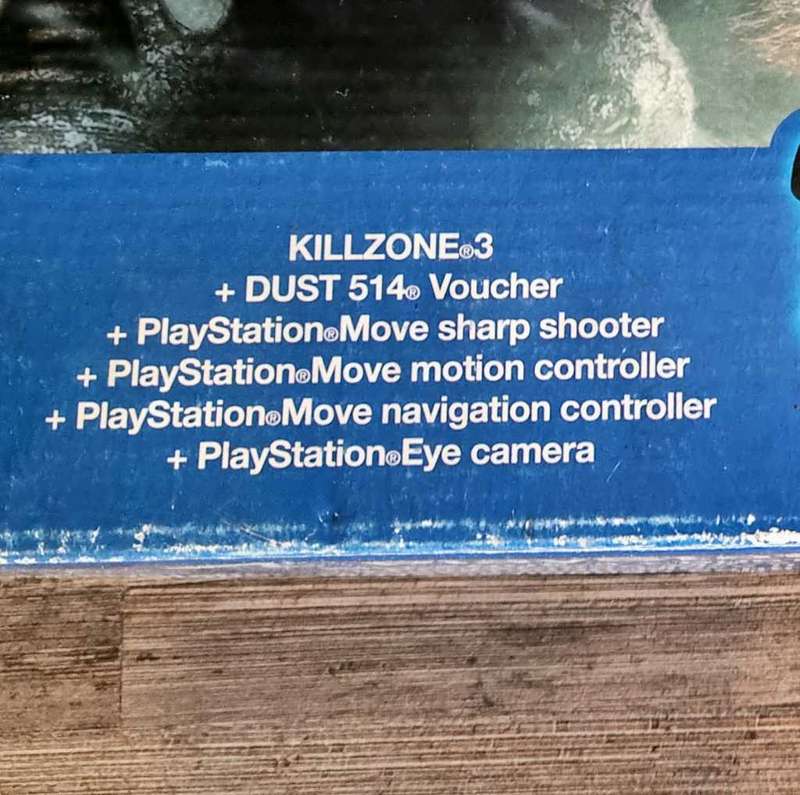 KILLZONE®3
+ DUST 514® Voucher
+ PlayStation®Move sharp shooter
+ PlayStation®Move motion controller
+ PlayStation®Move navigation controller
+ PlayStation®Eye camera